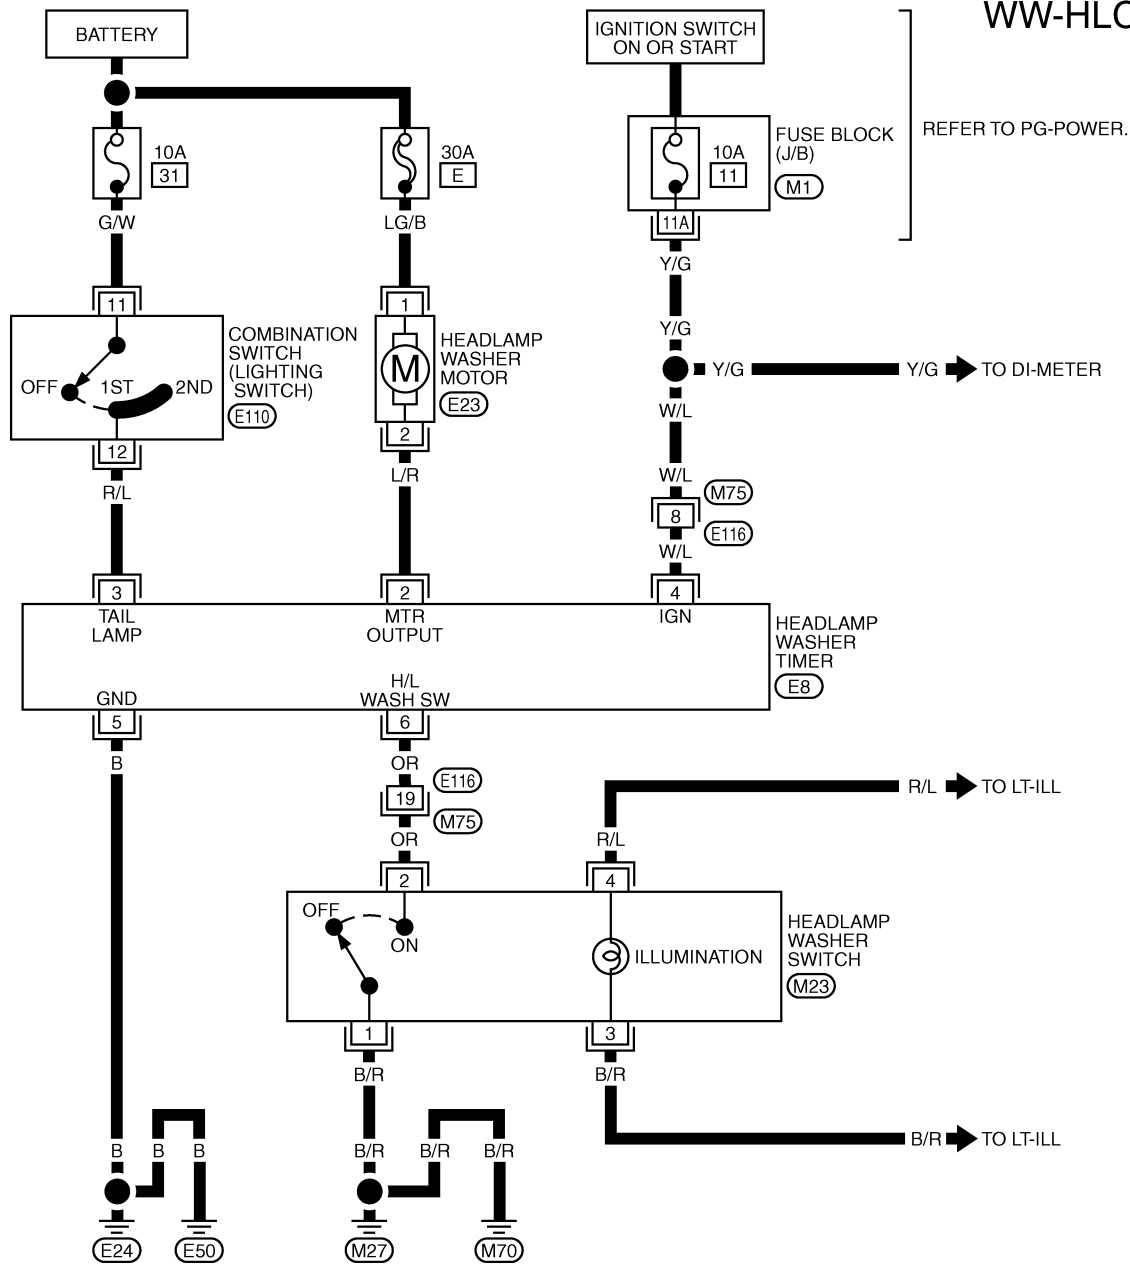 WW-HLC
BATTERY
IGNITION SWITCH
ON OR START
REFER TO PG-POWER.
10A
31
30A
E
10A
11
FUSE BLOCK
(J/B)
M1
11A
G/W
LG/B
Y/G
11
1
Y/G
COMBINATION
SWITCH
(LIGHTING
SWITCH)
E110
OFF
1ST
2ND
M
HEADLAMP
WASHER
MOTOR
E23
Y/G
Y/G
TO DI-METER
W/L
12
2
R/L
L/R
W/L
M75
8
E116
W/L
3
2
4
TAIL
LAMP
MTR
OUTPUT
IGN
HEADLAMP
WASHER
TIMER
E8
GND
H/L
WASH SW
5
6
B
OR
E116
19
M75
OR
R/L
TO LT-ILL
R/L
2
4
OFF
ON
ILLUMINATION
HEADLAMP
WASHER
SWITCH
M23
1
3
B/R
B/R
B/R
TO LT-ILL
B
B
B
B/R
B/R
B/R
E24
E50
M27
M70